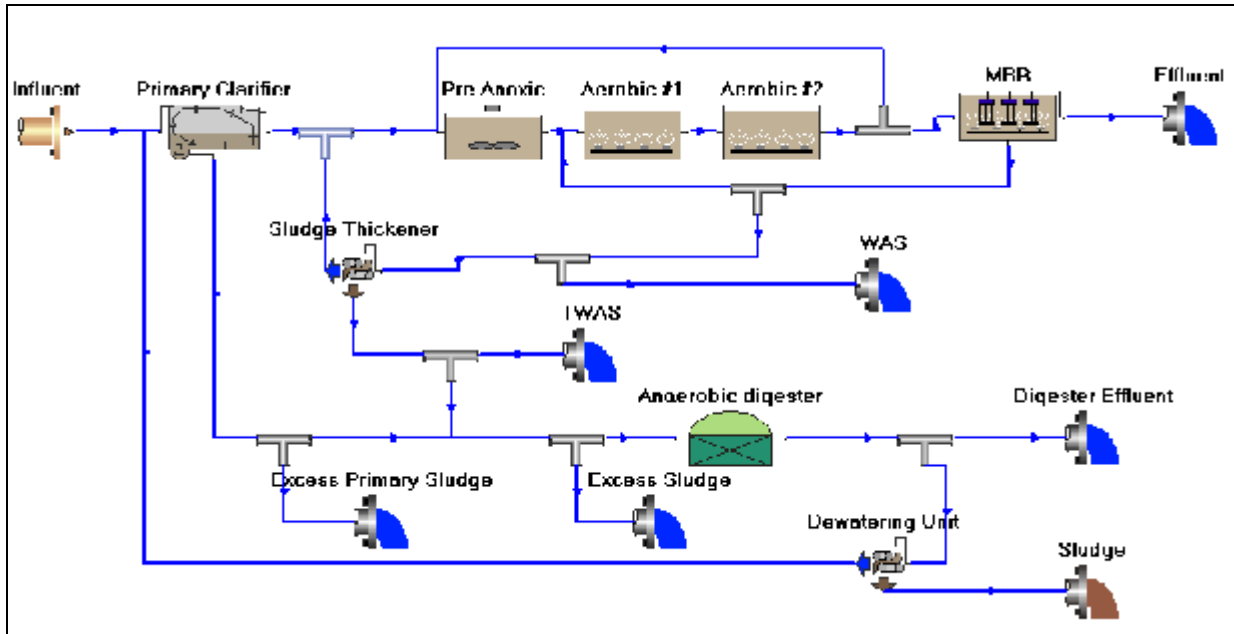 Influent
Primary Clarifier
Pre Anoxic
Aerobic #1
Aerobic #2
MBR
Effluent
Sludge Thickener
WAS
TWAS
Anaerobic digester
Digester Effluent
Excess Primary Sludge
Excess Sludge
Dewatering Unit
Sludge